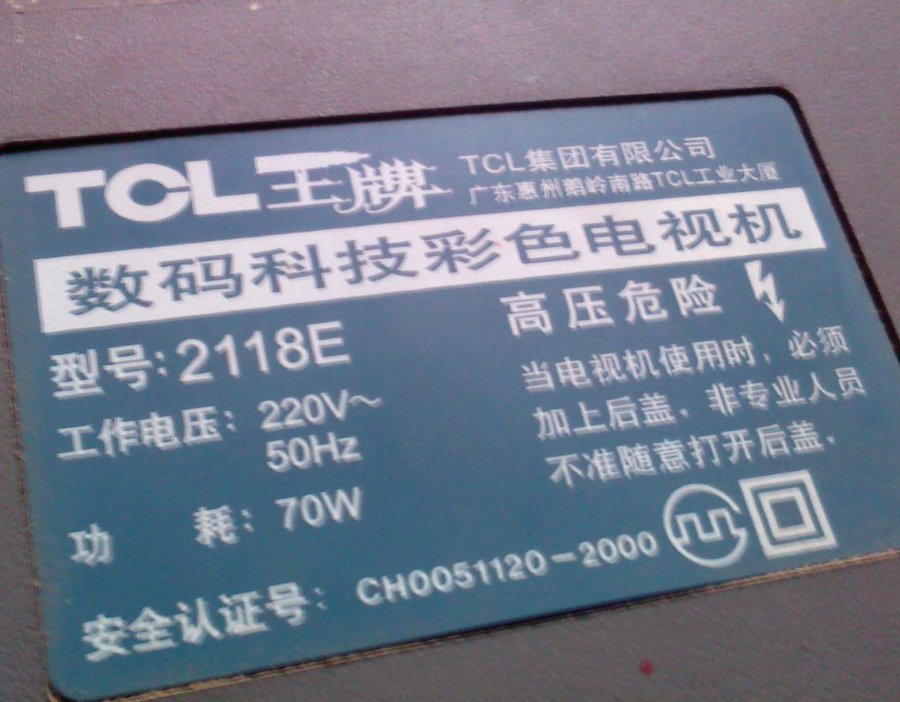 TCL王牌
TCL集团有限公司
广东惠州鹅岭南路TCL工业大厦
数码科技彩色电视机
型号:2118E
高压危险
工作电压:220V～
50Hz
当电视机使用时,必须
加上后盖,非专业人员
不准随意打开后盖.
功 耗:70W
安全认证号:CH0051120-2000